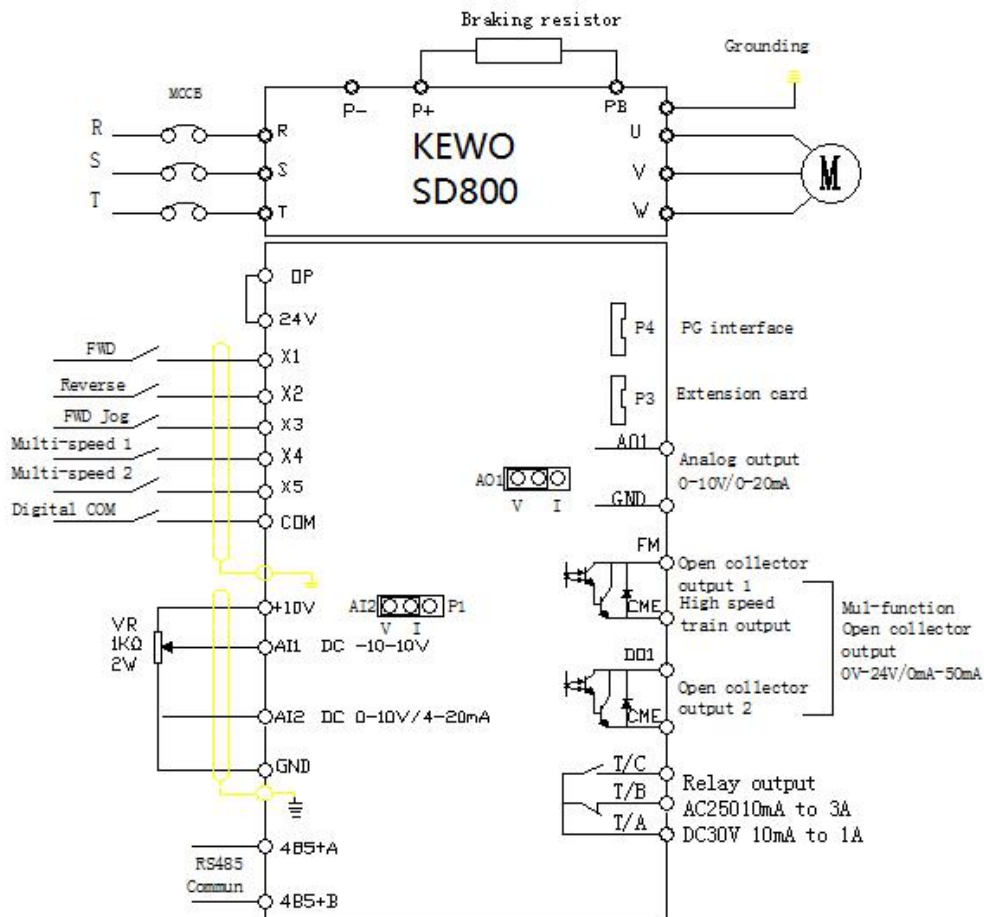 Braking resistor
Grounding
MCCB
P-
P+
PB
R
R
U
KEWO
SD800
S
S
V
M
T
T
W
OP
24V
P4
PG interface
FWD
X1
Reverse
X2
P3
Extension card
FWD Jog
X3
Multi-speed 1
X4
AO1
Analog output
0-10V/0-20mA
Multi-speed 2
X5
AO1
V I
GND
Digital COM
COM
FM
Open collector
output 1
High speed
train output
CME
Mul-function
Open collector
output
0V-24V/0mA-50mA
+10V
AI2
P1
V I
VR
1KΩ
2W
AI1 DC -10-10V
DO1
Open collector
output 2
CME
AI2 DC 0-10V/4-20mA
GND
T/C
T/B
T/A
Relay output
AC25010mA to 3A
DC30V 10mA to 1A
RS485
Commun
485+A
485+B